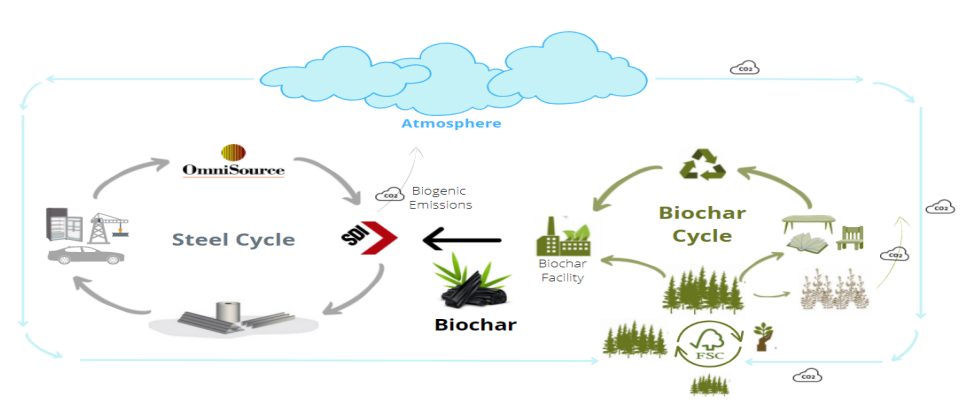 CO2
Atmosphere
OmniSource
CO2
Biogenic
Emissions
Steel Cycle
SDI
Biochar
Cycle
CO2
Biochar
Facility
CO2
Biochar
FSC
CO2